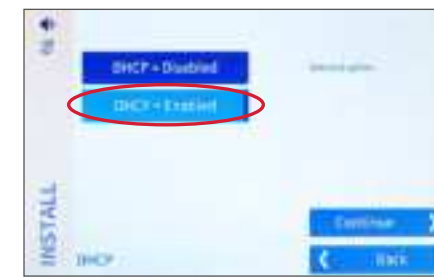 DHCP = Disabled
DHCP = Enabled
Continue
Back
DHCP
INSTALL